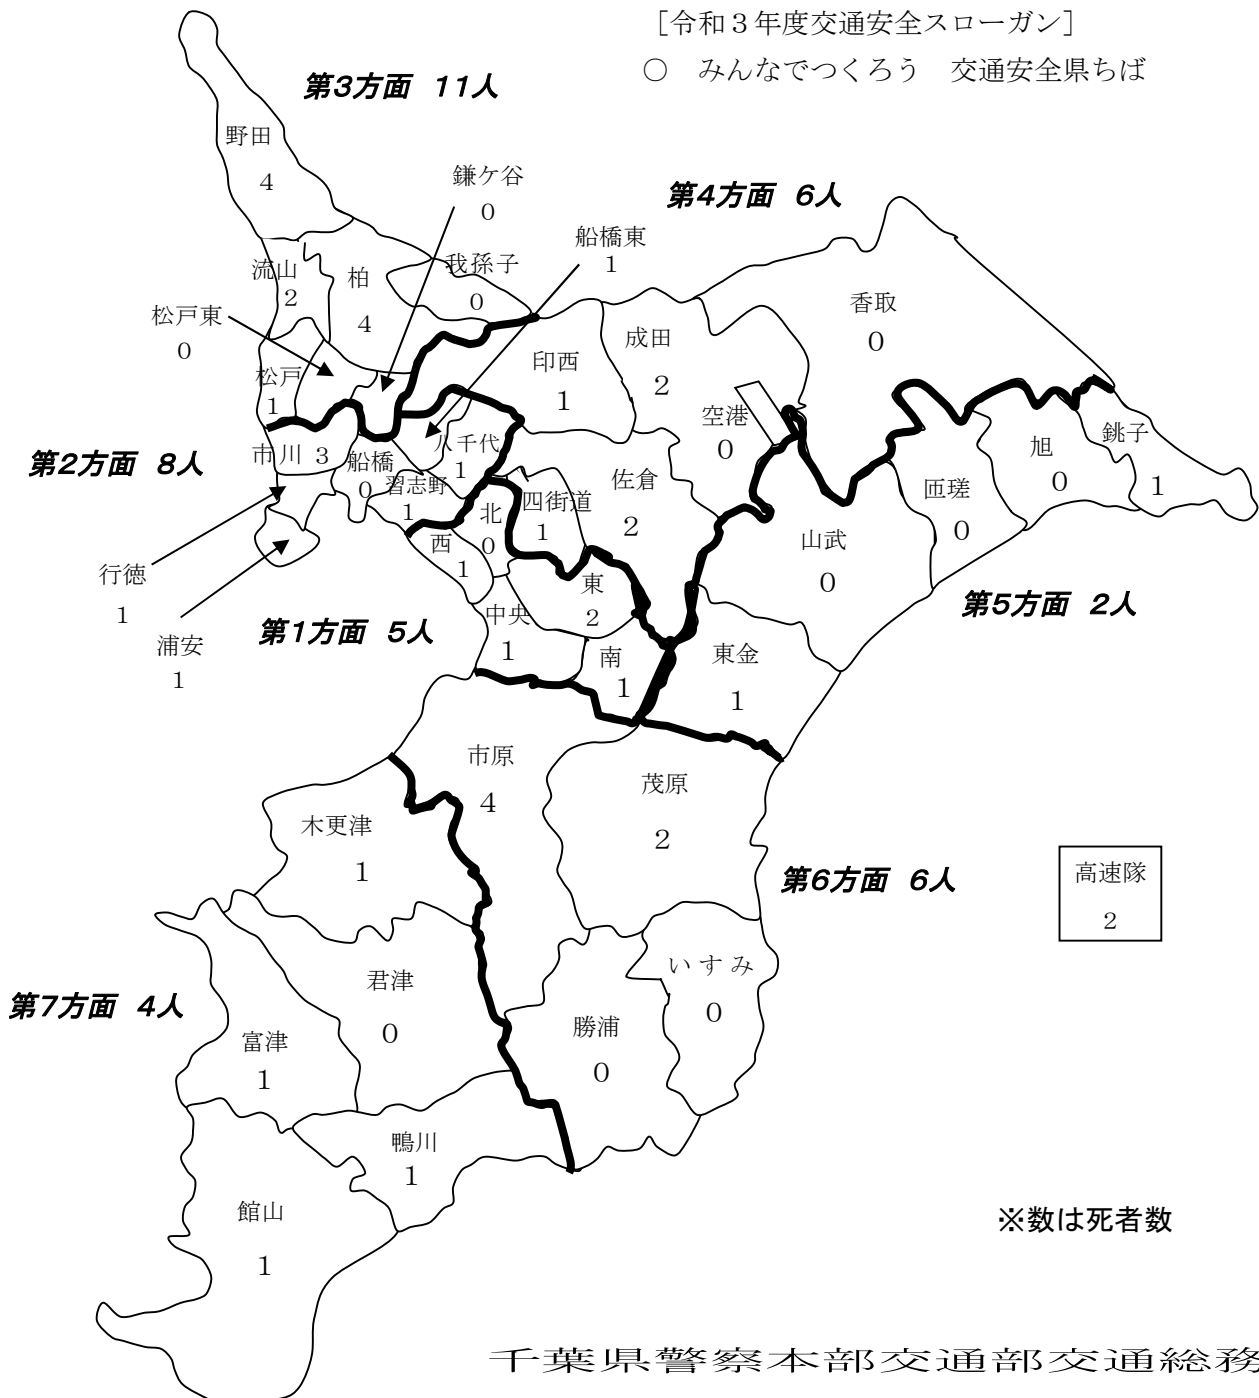 ［令和３年度交通安全スローガン］
○　みんなでつくろう　交通安全県ちば
第3方面　11人
野田
4
鎌ケ谷
0
第4方面　6人
船橋東
1
流山
2
柏
4
我孫子
0
松戸東
0
香取
0
成田
2
印西
1
松戸
1
空港
0
第2方面　8人
市川 3
船橋
0
八千代
1
習志野
1
佐倉
2
四街道
1
北
0
西
1
旭
0
銚子
1
匝瑳
0
山武
0
行徳
1
浦安
1
第1方面　5人
東
2
中央
1
南
1
東金
1
第5方面　2人
市原
4
茂原
2
木更津
1
第6方面　6人
高速隊
2
いすみ
0
君津
0
第7方面　4人
富津
1
勝浦
0
鴨川
1
館山
1
※数は死者数
千葉県警察本部交通部交通総務